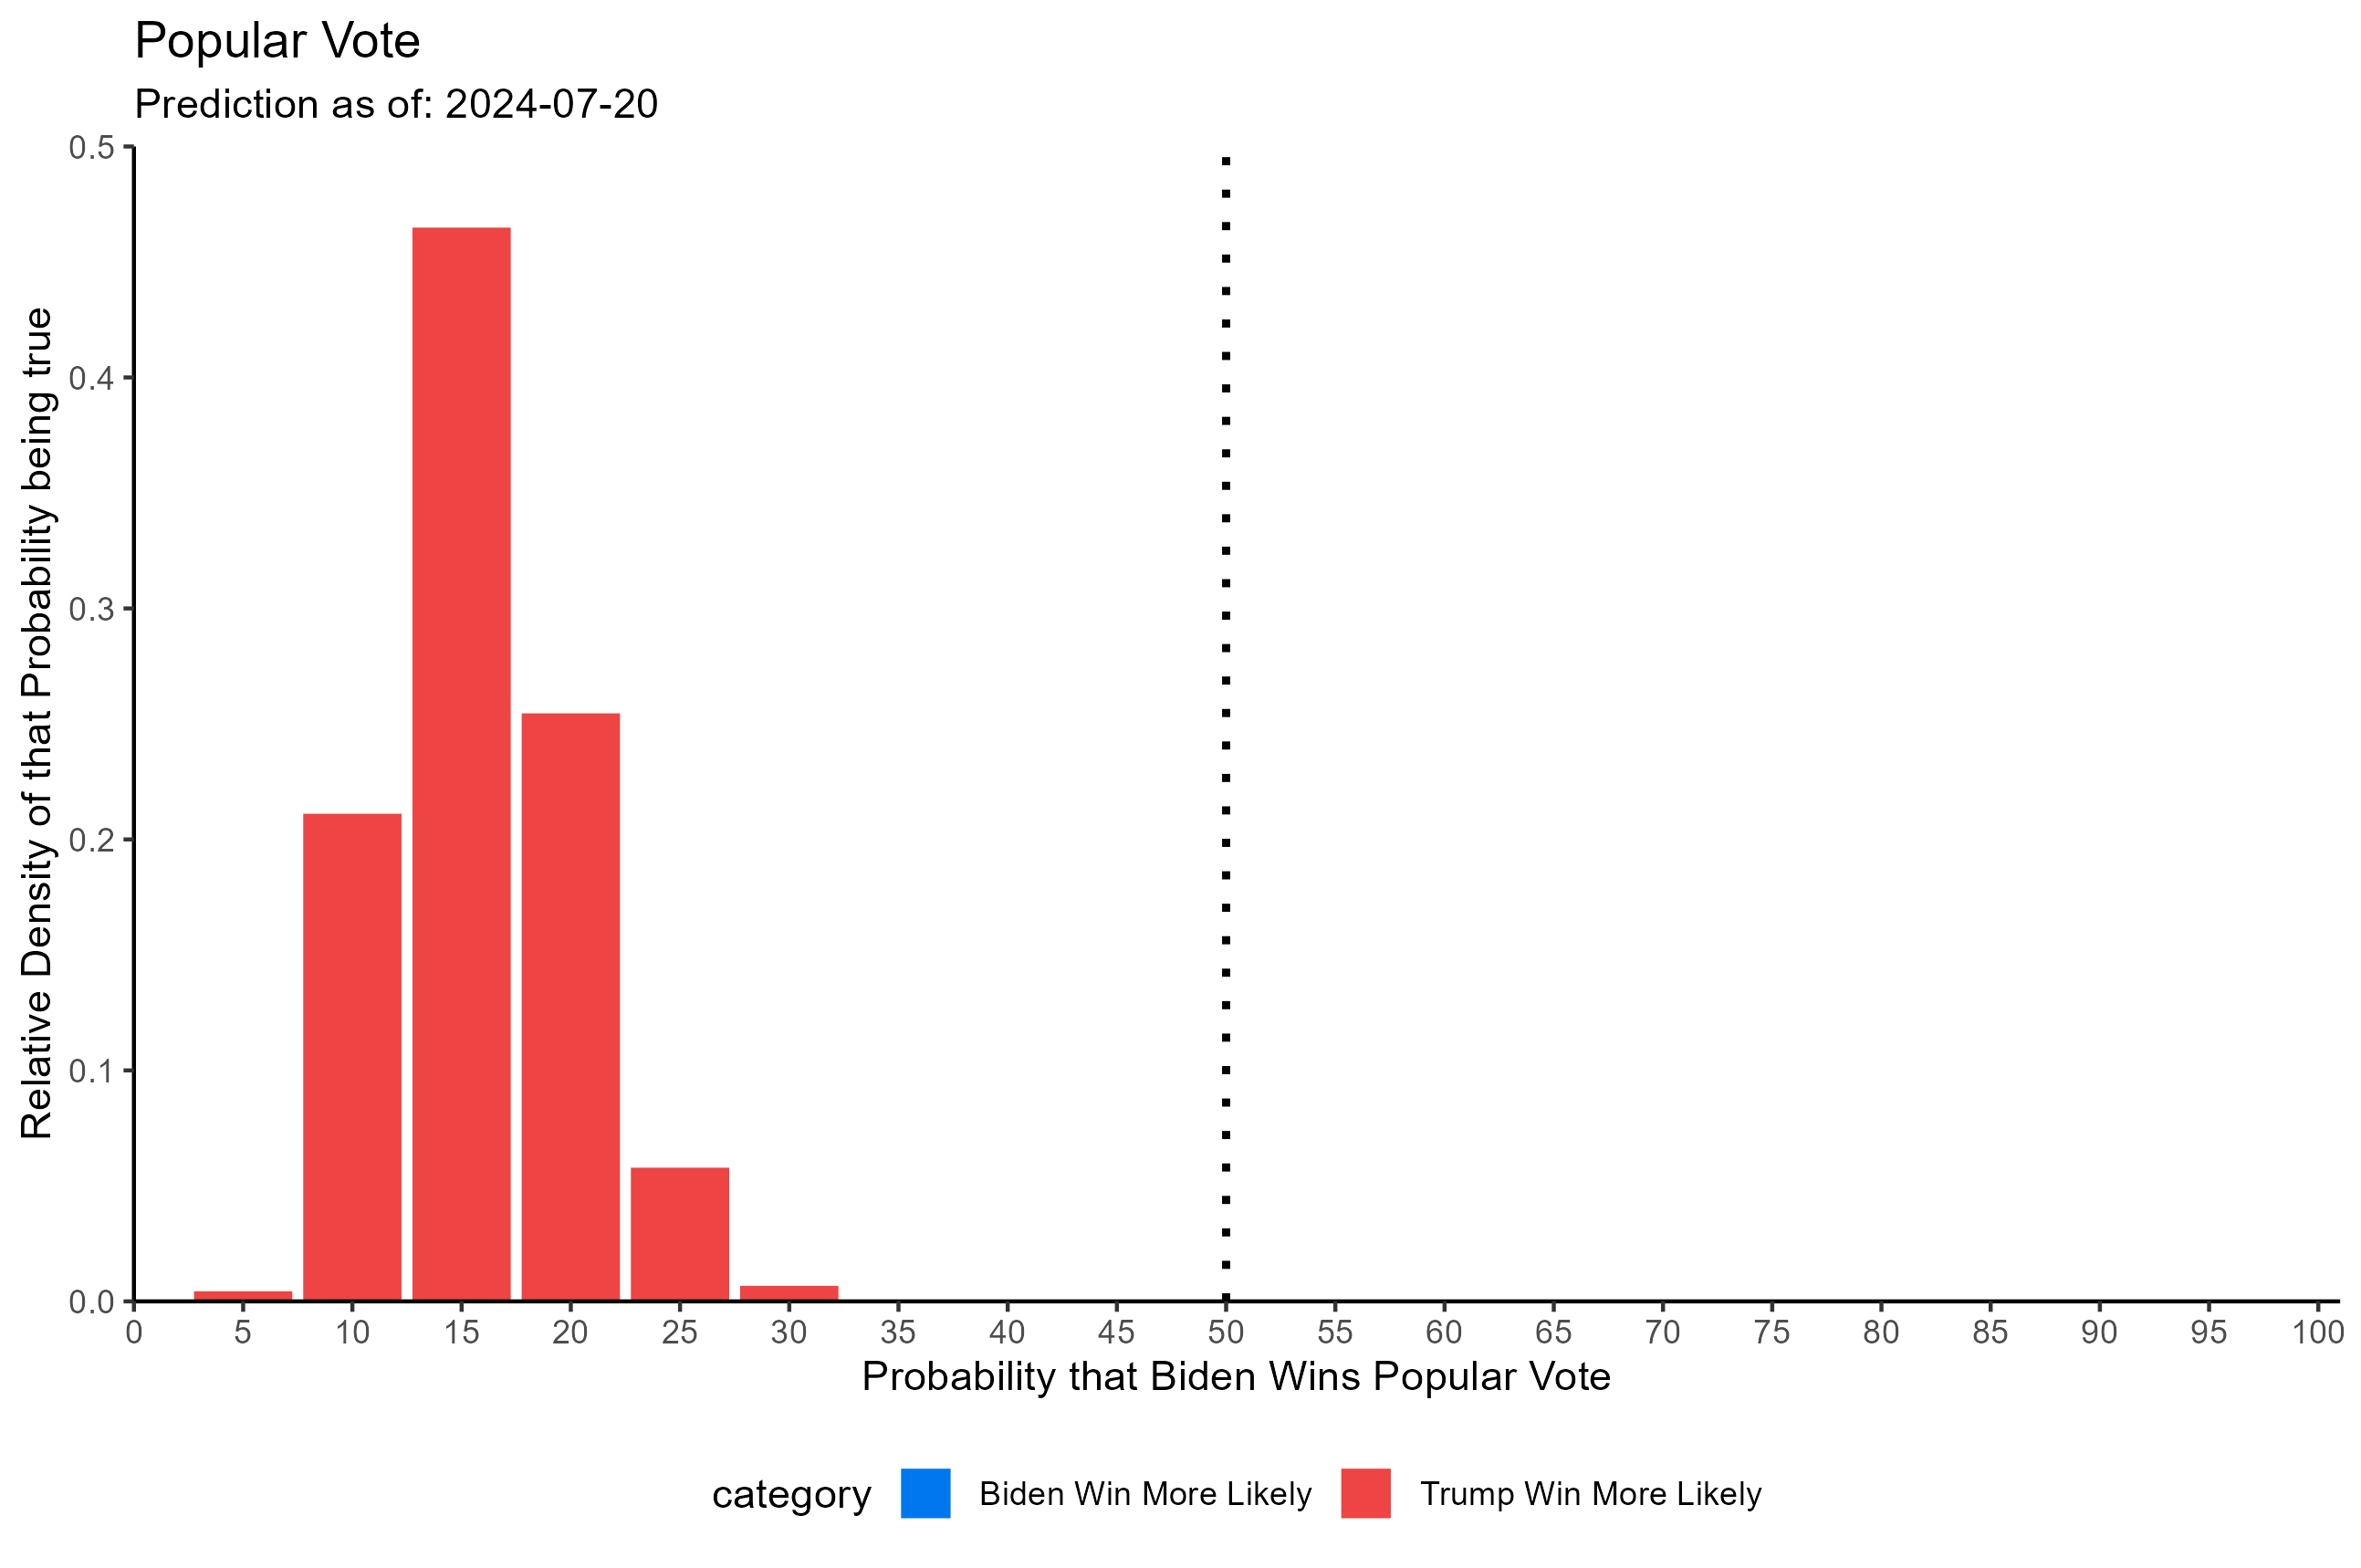 Popular Vote
Prediction as of: 2024-07-20
Relative Density of that Probability being true
0.5
0.4
0.3
0.2
0.1
0.0
0 5 10 15 20 25 30 35 40 45 50 55 60 65 70 75 80 85 90 95 100
Probability that Biden Wins Popular Vote
category Biden Win More Likely Trump Win More Likely